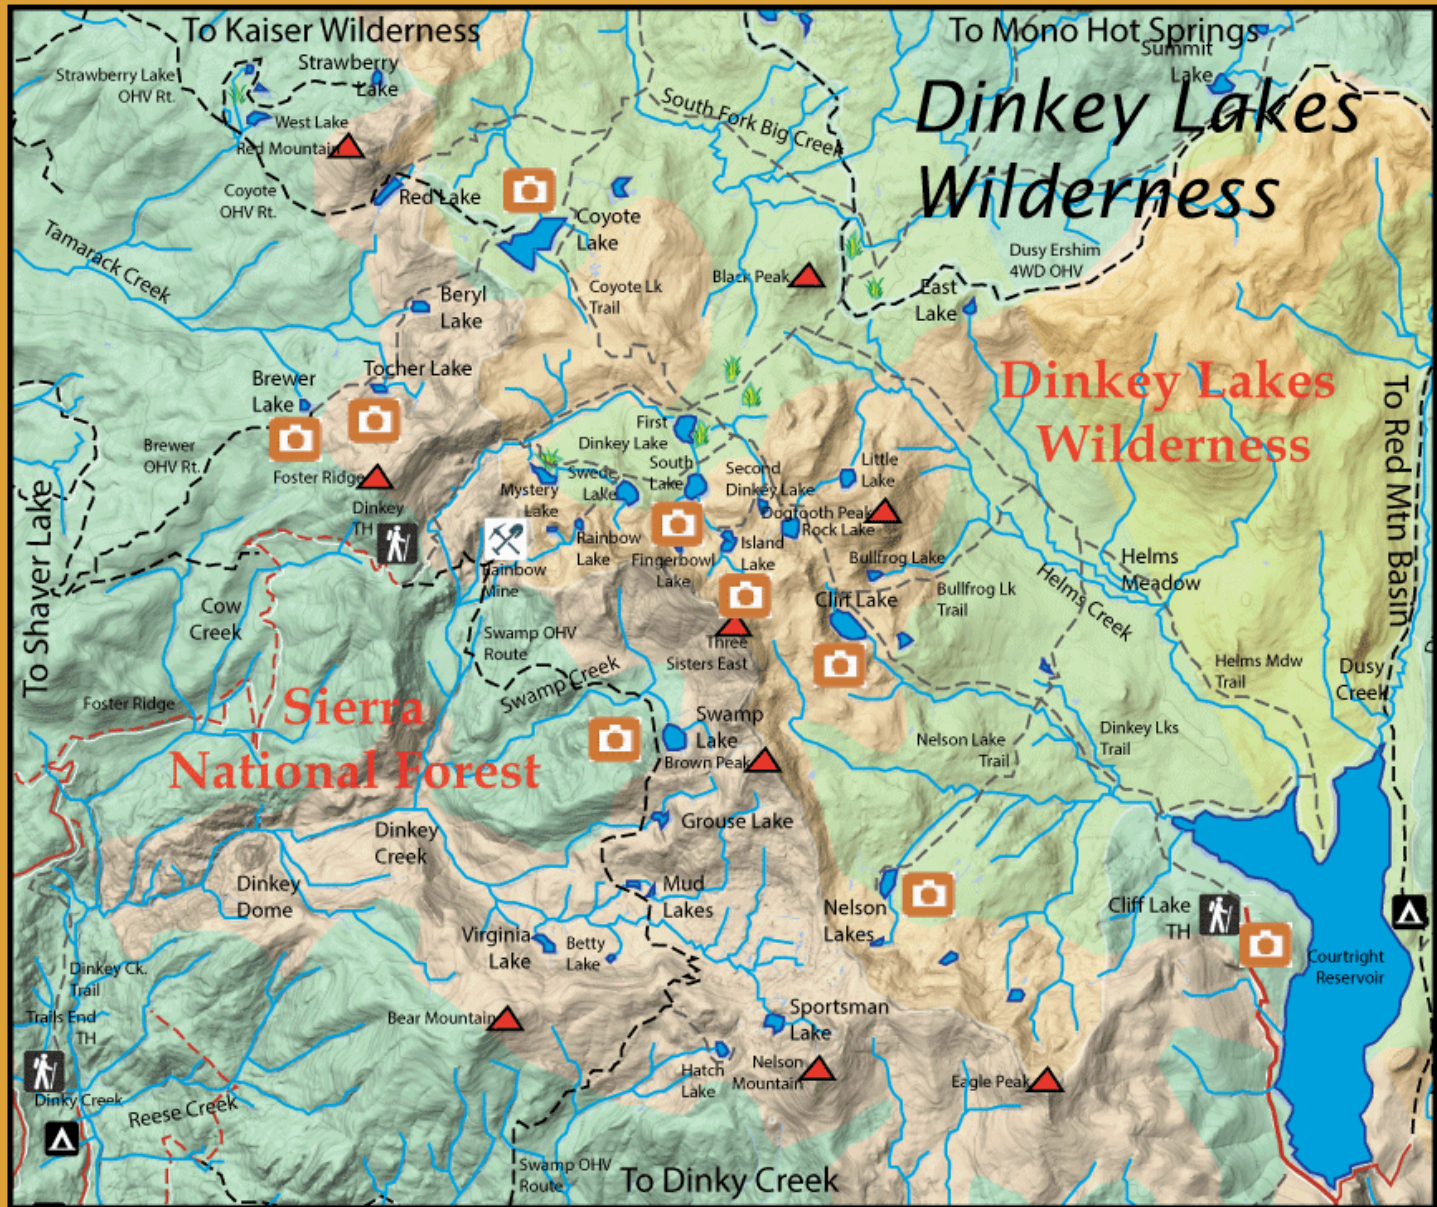 To Kaiser Wilderness
To Mono Hot Springs
Summit
Lake
Strawberry Lake
OHV Rt.
Strawberry
Lake
West Lake
Red Mountain
South Fork Big Creek
Dinkey Lakes
Wilderness
Coyote
OHV Rt.
Red Lake
Coyote
Lake
Tamarack Creek
Dusy Ershim
4WD OHV
Black Peak
Coyote Lk
Trail
East
Lake
Beryl
Lake
Tocher Lake
Brewer
Lake
Dinkey Lakes
Wilderness
To Red Mtn Basin
First
Dinkey Lake
Brewer
OHV Rt.
Foster Ridge
South
Lake
Swede
Lake
Second
Dinkey Lake
Little
Lake
Mystery
Lake
Dinkey
TH
Dogtooth Peak
Rock Lake
To Shaver Lake
Rainbow
Lake
Fingerbowl
Lake
Island
Lake
Bullfrog Lake
Helms
Meadow
Rainbow
Mine
Bullfrog Lk
Trail
Helms Creek
Cliff Lake
Cow
Creek
Swamp OHV
Route
Three
Sisters East
Swamp Creek
Helms Mdw
Trail
Dusy
Creek
Foster Ridge
Sierra
National Forest
Swamp
Lake
Brown Peak
Nelson Lake
Trail
Dinkey Lks
Trail
Grouse Lake
Dinkey
Creek
Dinkey
Dome
Mud
Lakes
Nelson
Lakes
Cliff Lake
TH
Virginia
Lake
Betty
Lake
Courtright
Reservoir
Dinkey Ck.
Trail
Trails End
TH
Bear Mountain
Sportsman
Lake
Hatch
Lake
Nelson
Mountain
Eagle Peak
Dinky Creek
Reese Creek
Swamp OHV
Route
To Dinky Creek